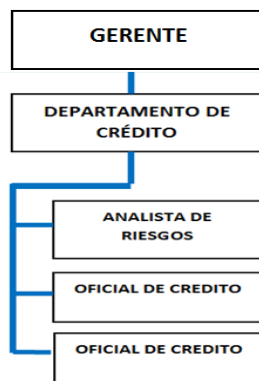 GERENTE
DEPARTAMENTO DE
CRÉDITO
ANALISTA DE
RIESGOS
OFICIAL DE CREDITO
OFICIAL DE CREDITO